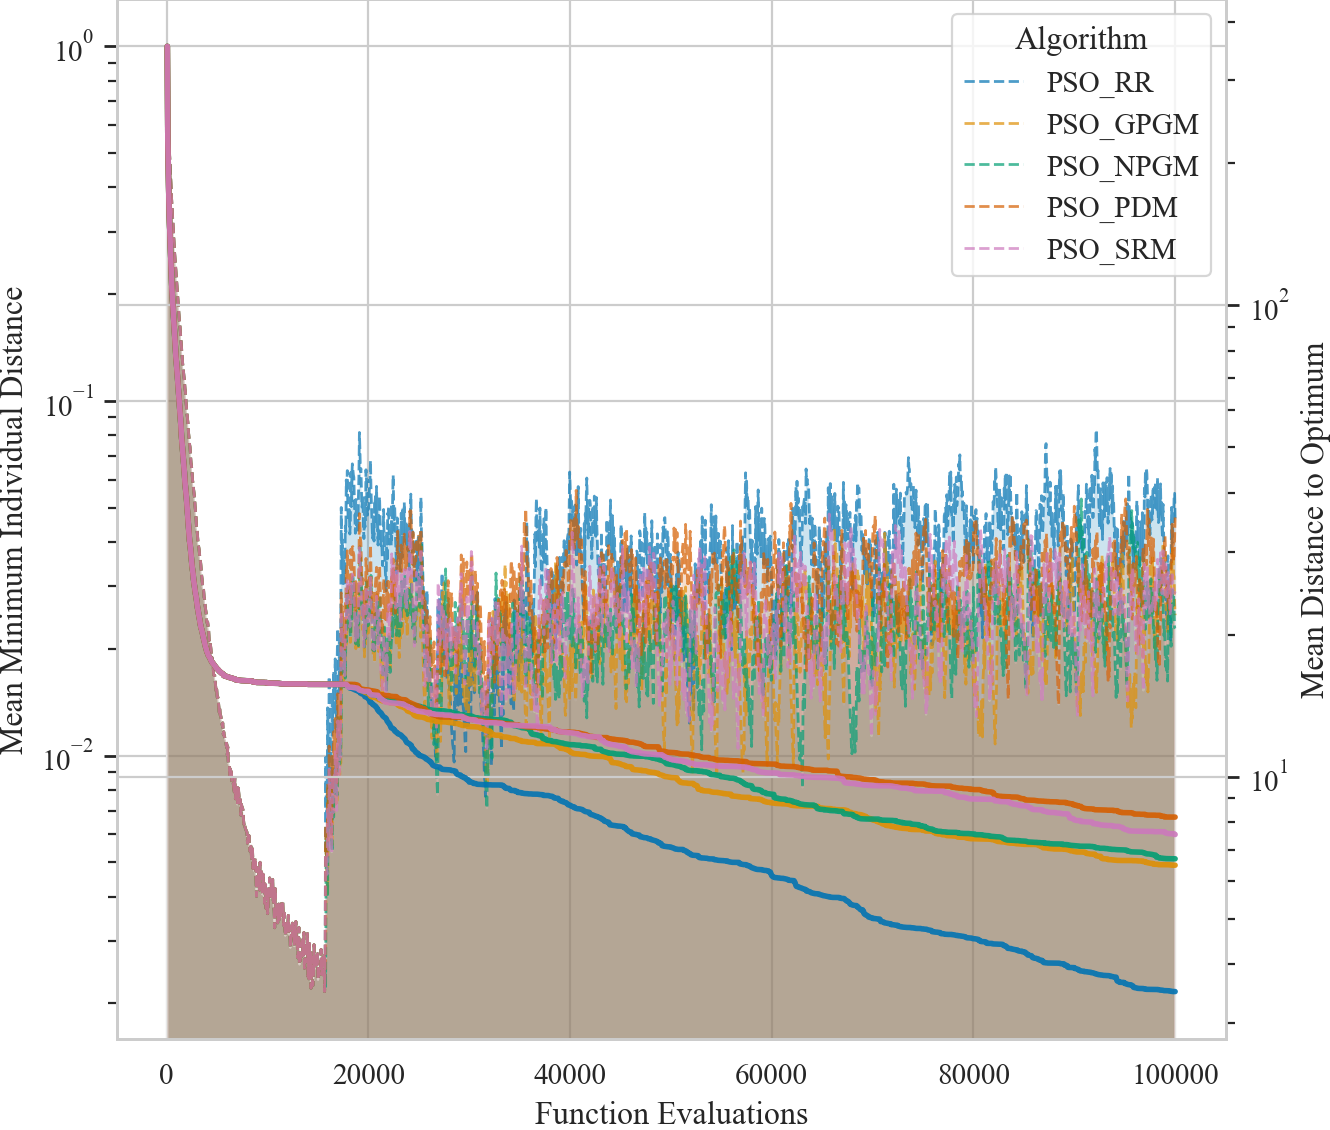 Algorithm
PSO_RR
PSO_GPGM
PSO_NPGM
PSO_PDM
PSO_SRM
10^0
10^-1
10^-2
Mean Minimum Individual Distance
10^2
10^1
Mean Distance to Optimum
0 20000 40000 60000 80000 100000
Function Evaluations